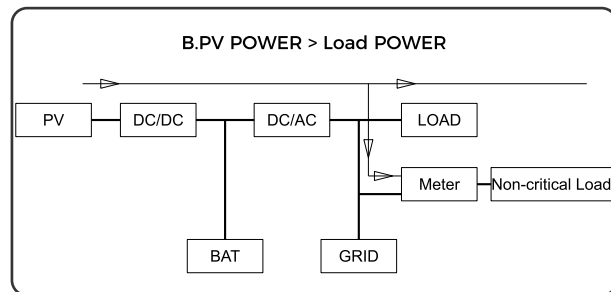 B.PV POWER > Load POWER
PV
DC/DC
DC/AC
LOAD
Meter
Non-critical Load
BAT
GRID